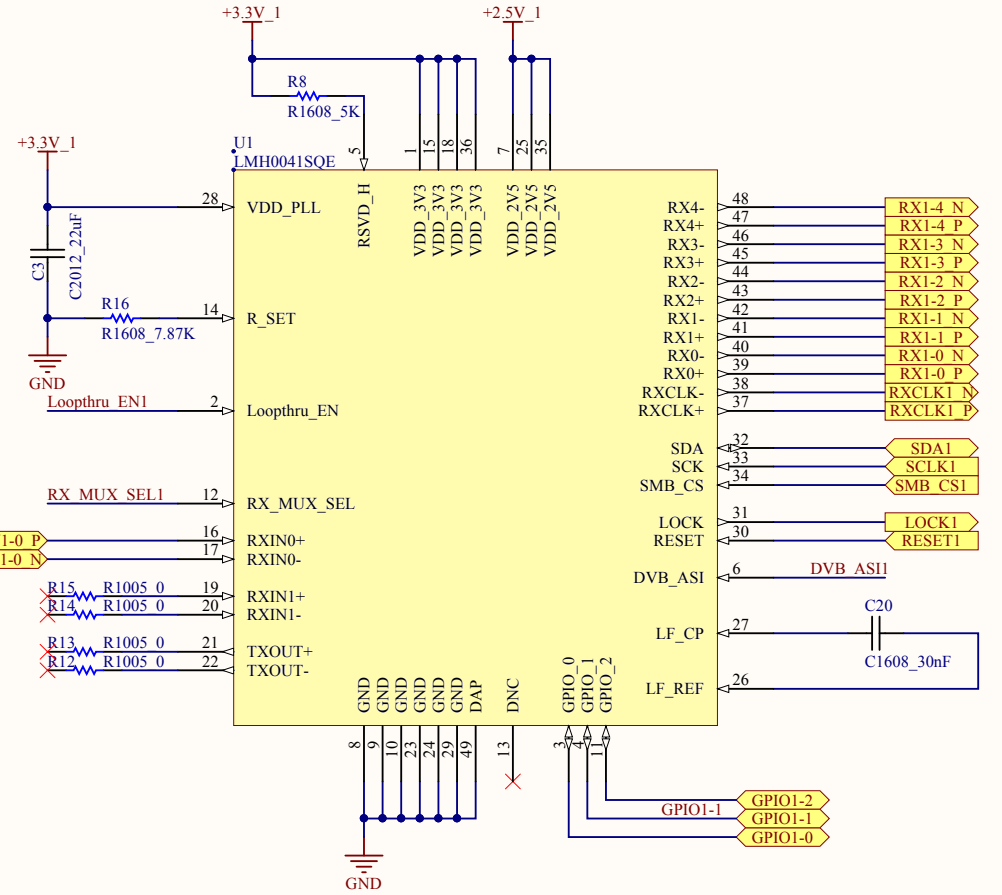 +3.3V_1
+2.5V_1
R8
R1608_5K
+3.3V_1
U1
LMH0041SQE
5
1
15
18
36
7
25
35
RSVD_H
VDD_3V3
VDD_3V3
VDD_3V3
VDD_3V3
VDD_2V5
VDD_2V5
VDD_2V5
28
VDD_PLL
C3
C2012_22uF
R16
R1608_7.87K
14
R_SET
GND
Loopthru_EN1
2
Loopthru_EN
RX_MUX_SEL1
12
RX_MUX_SEL
1-0_P
16
RXIN0+
1-0_N
17
RXIN0-
R15
R1005_0
19
RXIN1+
R14
R1005_0
20
RXIN1-
R13
R1005_0
21
TXOUT+
R12
R1005_0
22
TXOUT-
RX4-
48
RX1-4_N
RX4+
47
RX1-4_P
RX3-
46
RX1-3_N
RX3+
45
RX1-3_P
RX2-
44
RX1-2_N
RX2+
43
RX1-2_P
RX1-
42
RX1-1_N
RX1+
41
RX1-1_P
RX0-
40
RX1-0_N
RX0+
39
RX1-0_P
RXCLK-
38
RXCLK1_N
RXCLK+
37
RXCLK1_P
SDA
32
SDA1
SCK
33
SCLK1
SMB_CS
34
SMB_CS1
LOCK
31
LOCK1
RESET
30
RESET1
DVB_ASI
6
DVB_ASI1
C20
LF_CP
27
C1608_30nF
LF_REF
26
GND
GND
GND
GND
GND
GND
DAP
DNC
GPIO_0
GPIO_1
GPIO_2
8
9
10
23
24
29
49
13
3
4
11
GPIO1-2
GPIO1-1
GPIO1-1
GPIO1-0
GND